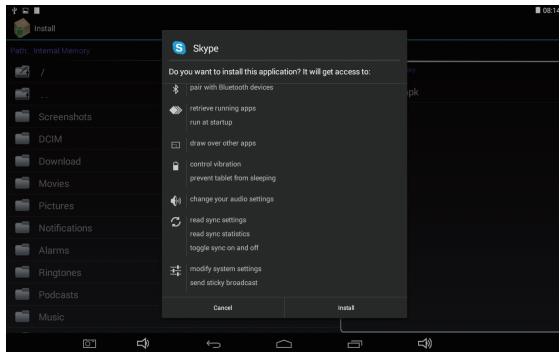 08:14
Install
Path: Internal Memory
/
..
Screenshots
DCIM
Download
Movies
Pictures
Notifications
Alarms
Ringtones
Podcasts
Music
pk
Skype
Do you want to install this application? It will get access to:
pair with Bluetooth devices
retrieve running apps
run at startup
draw over other apps
control vibration
prevent tablet from sleeping
change your audio settings
read sync settings
read sync statistics
toggle sync on and off
modify system settings
send sticky broadcast
Cancel
Install